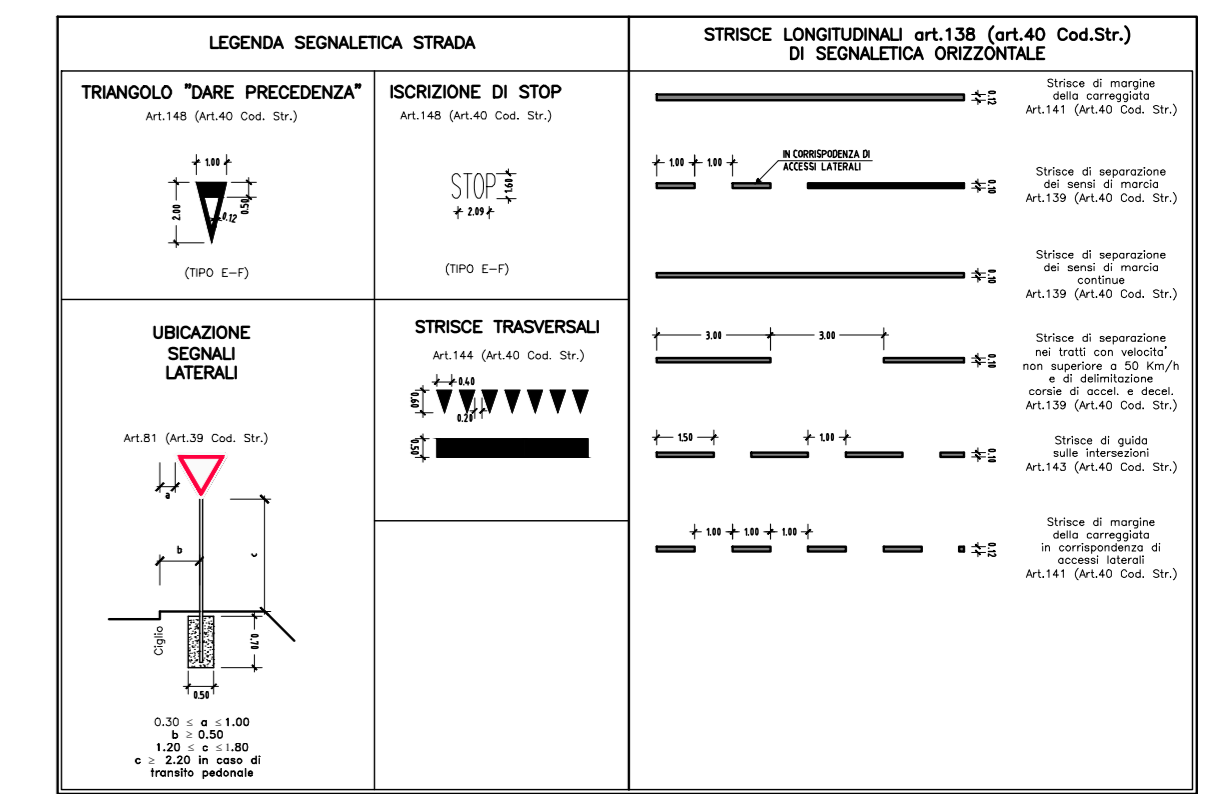 LEGENDA SEGNALETICA STRADA
TRIANGOLO "DARE PRECEDENZA"
Art.148 (Art.40 Cod. Str.)
1.00
2.00
0.50
0.12
(TIPO E-F)
ISCRIZIONE DI STOP
Art.148 (Art.40 Cod. Str.)
STOP
1.60
2.09
(TIPO E-F)
UBICAZIONE
SEGNALI
LATERALI
Art.81 (Art.39 Cod. Str.)
a
b
c
Ciglio
0.70
0.50
0.30 ≤ a ≤1.00
b ≥ 0.50
1.20 ≤ c ≤1.80
c ≥ 2.20 in caso di
transito pedonale
STRISCE TRASVERSALI
Art.144 (Art.40 Cod. Str.)
0.40
0.60
0.20
0.50
STRISCE LONGITUDINALI art.138 (art.40 Cod.Str.)
DI SEGNALETICA ORIZZONTALE
0.12
Strisce di margine
della carreggiata
Art.141 (Art.40 Cod. Str.)
1.00 1.00
IN CORRISPODENZA DI
ACCESSI LATERALI
0.10
Strisce di separazione
dei sensi di marcia
Art.139 (Art.40 Cod. Str.)
0.10
Strisce di separazione
dei sensi di marcia
continue
Art.139 (Art.40 Cod. Str.)
3.00 3.00
0.10
Strisce di separazione
nei tratti con velocita'
non superiore a 50 Km/h
e di delimitazione
corsie di accel. e decel.
Art.139 (Art.40 Cod. Str.)
1.50 1.00
0.10
Strisce di guida
sulle intersezioni
Art.143 (Art.40 Cod. Str.)
1.00 1.00 1.00
0.12
Strisce di margine
della carreggiata
in corrispondenza di
accessi laterali
Art.141 (Art.40 Cod. Str.)